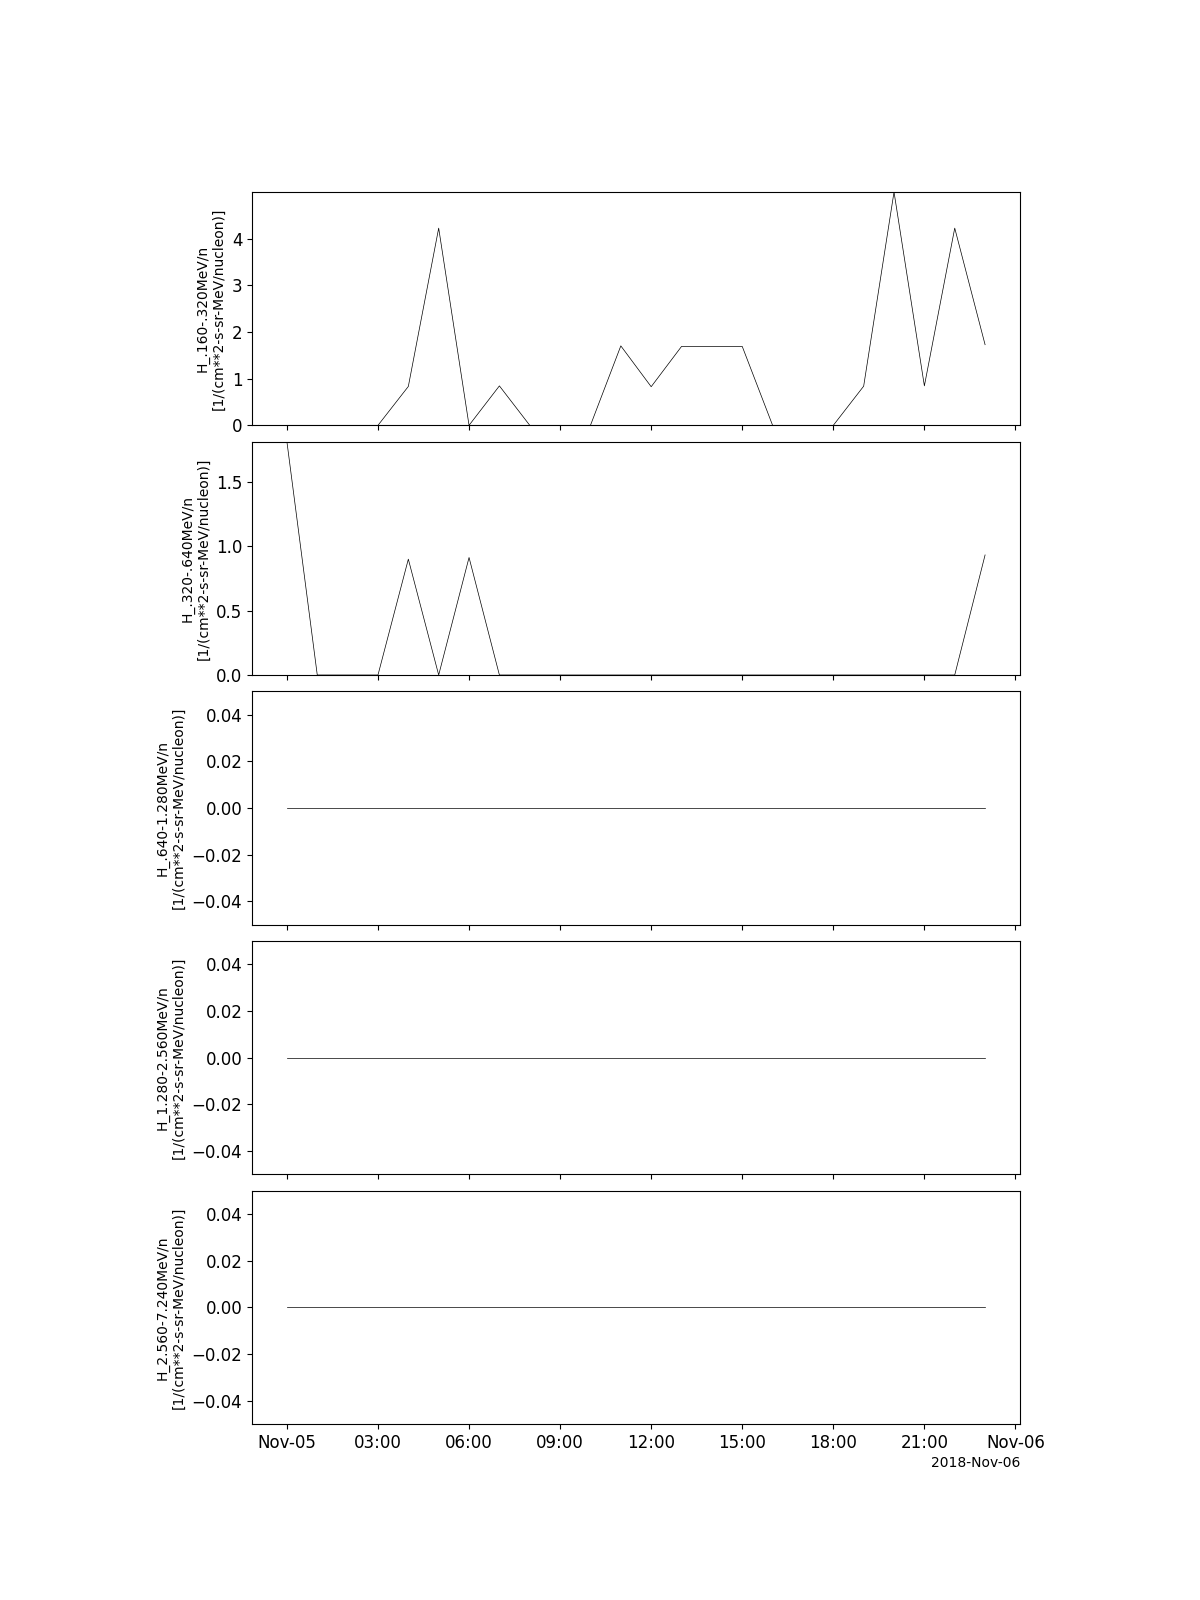 H_.160-.320MeV/n
[1/(cm**2-s-sr-MeV/nucleon)]
4
3
2
1
0
H_.320-.640MeV/n
[1/(cm**2-s-sr-MeV/nucleon)]
1.5
1.0
0.5
0.0
H_.640-1.280MeV/n
[1/(cm**2-s-sr-MeV/nucleon)]
0.04
0.02
0.00
−0.02
−0.04
H_1.280-2.560MeV/n
[1/(cm**2-s-sr-MeV/nucleon)]
0.04
0.02
0.00
−0.02
−0.04
H_2.560-7.240MeV/n
[1/(cm**2-s-sr-MeV/nucleon)]
0.04
0.02
0.00
−0.02
−0.04
Nov-05 03:00 06:00 09:00 12:00 15:00 18:00 21:00 Nov-06
2018-Nov-06